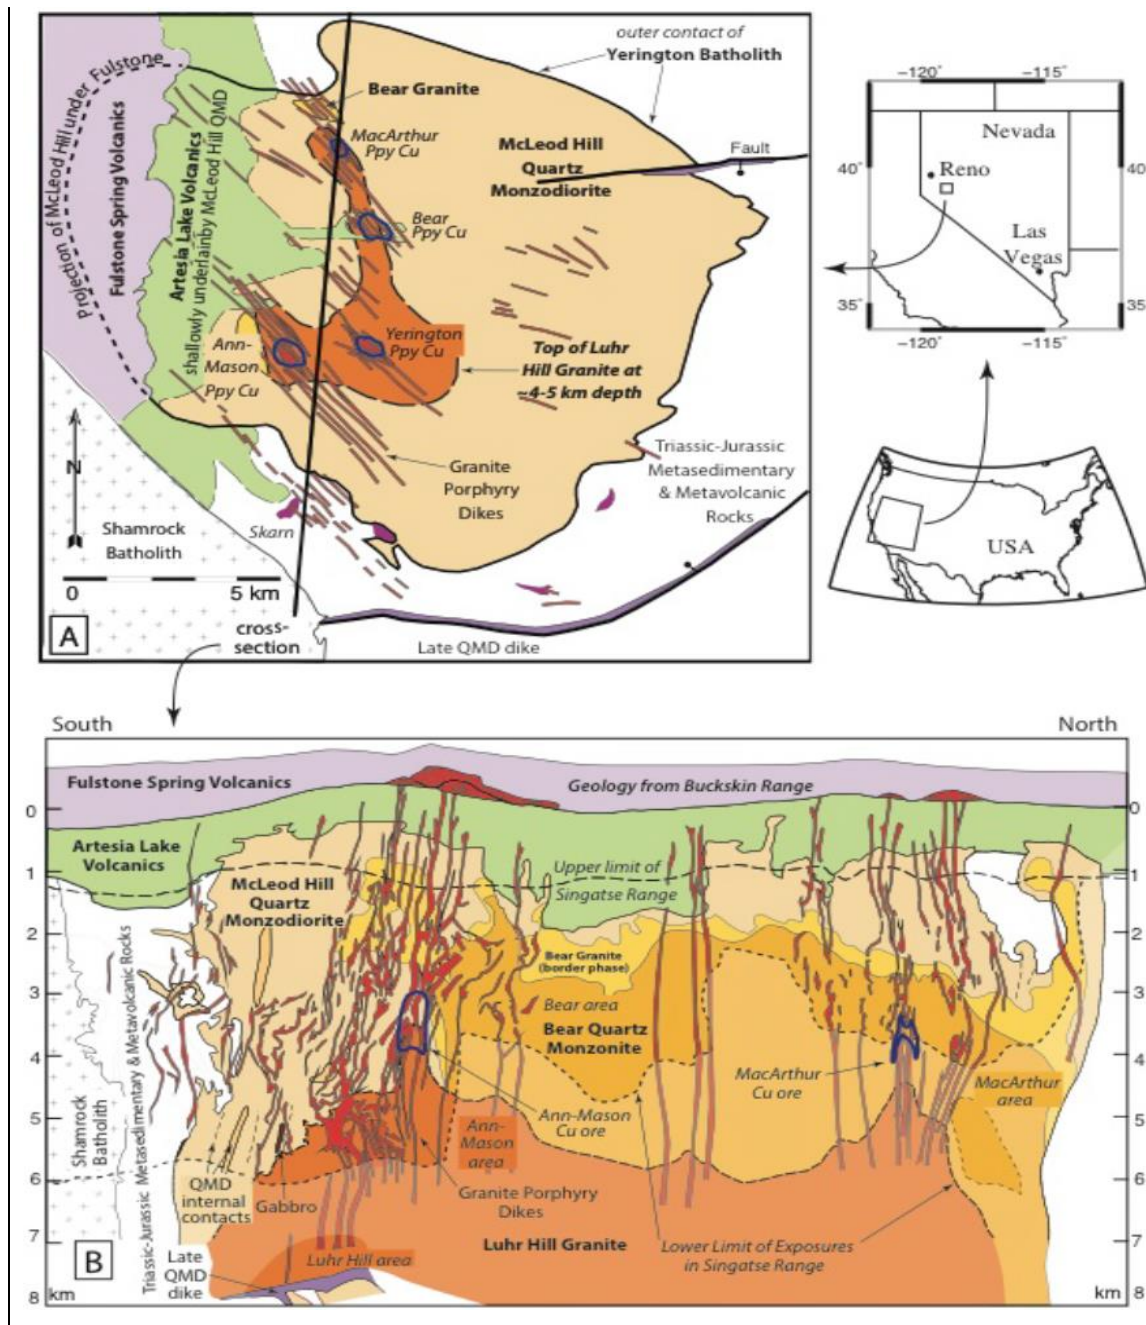 outer contact of
Yerington Batholith
Bear Granite
MacArthur
Ppy Cu
McLeod Hill
Quartz
Monzodiorite
Fault
Projection of McLeod Hill under Fulstone
Fulstone Spring Volcanics
Artesia Lake Volcanics
shallowly underlainby McLeod Hill QMD
Bear
Ppy Cu
Ann-
Mason
Ppy Cu
Yerington
Ppy Cu
Top of Luhr
Hill Granite at
~4-5 km depth
N
Granite
Porphyry
Dikes
Triassic-Jurassic
Metasedimentary
& Metavolcanic
Rocks
Shamrock
Batholith
Skarn
0 5 km
A
cross-
section
Late QMD dike
-120° -115°
Nevada
40° 40°
Reno
Las
Vegas
35° 35°
-120° -115°
USA
South North
Fulstone Spring Volcanics
Geology from Buckskin Range
0 0
Artesia Lake
Volcanics
Upper limit of
Singatse Range
1 1
McLeod Hill
Quartz
Monzodiorite
2 2
Bear Granite
(border phase)
3 3
Bear area
Bear Quartz
Monzonite
4 4
MacArthur
Cu ore
MacArthur
area
Ann-Mason
Cu ore
Ann-
Mason
area
5 5
Shamrock
Batholith
Triassic-Jurassic Metasedimentary & Metavolcanic Rocks
QMD
internal
contacts
Gabbro
Granite Porphyry
Dikes
6 6
Luhr Hill Granite
Lower Limit of Exposures
in Singatse Range
7 7
B
Late
QMD
dike
Luhr Hill area
8 km km 8